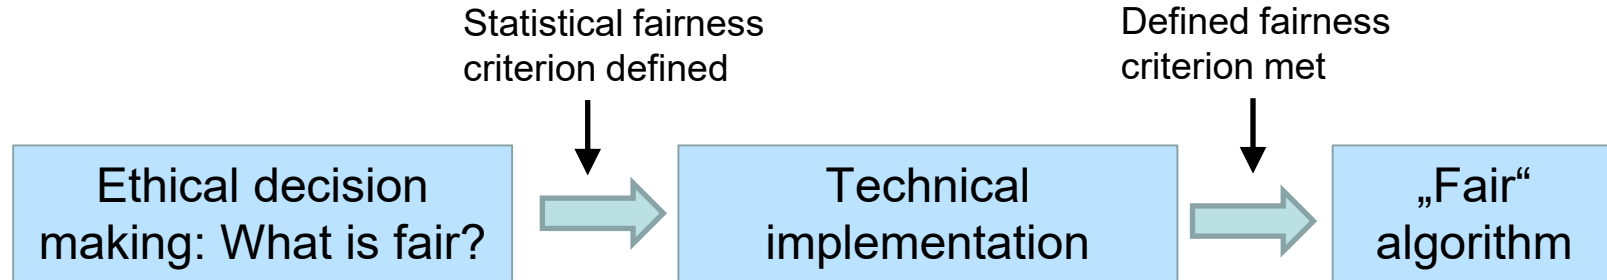 Statistical fairness
criterion defined
Defined fairness
criterion met
Ethical decision
making: What is fair?
Technical
implementation
„Fair“
algorithm